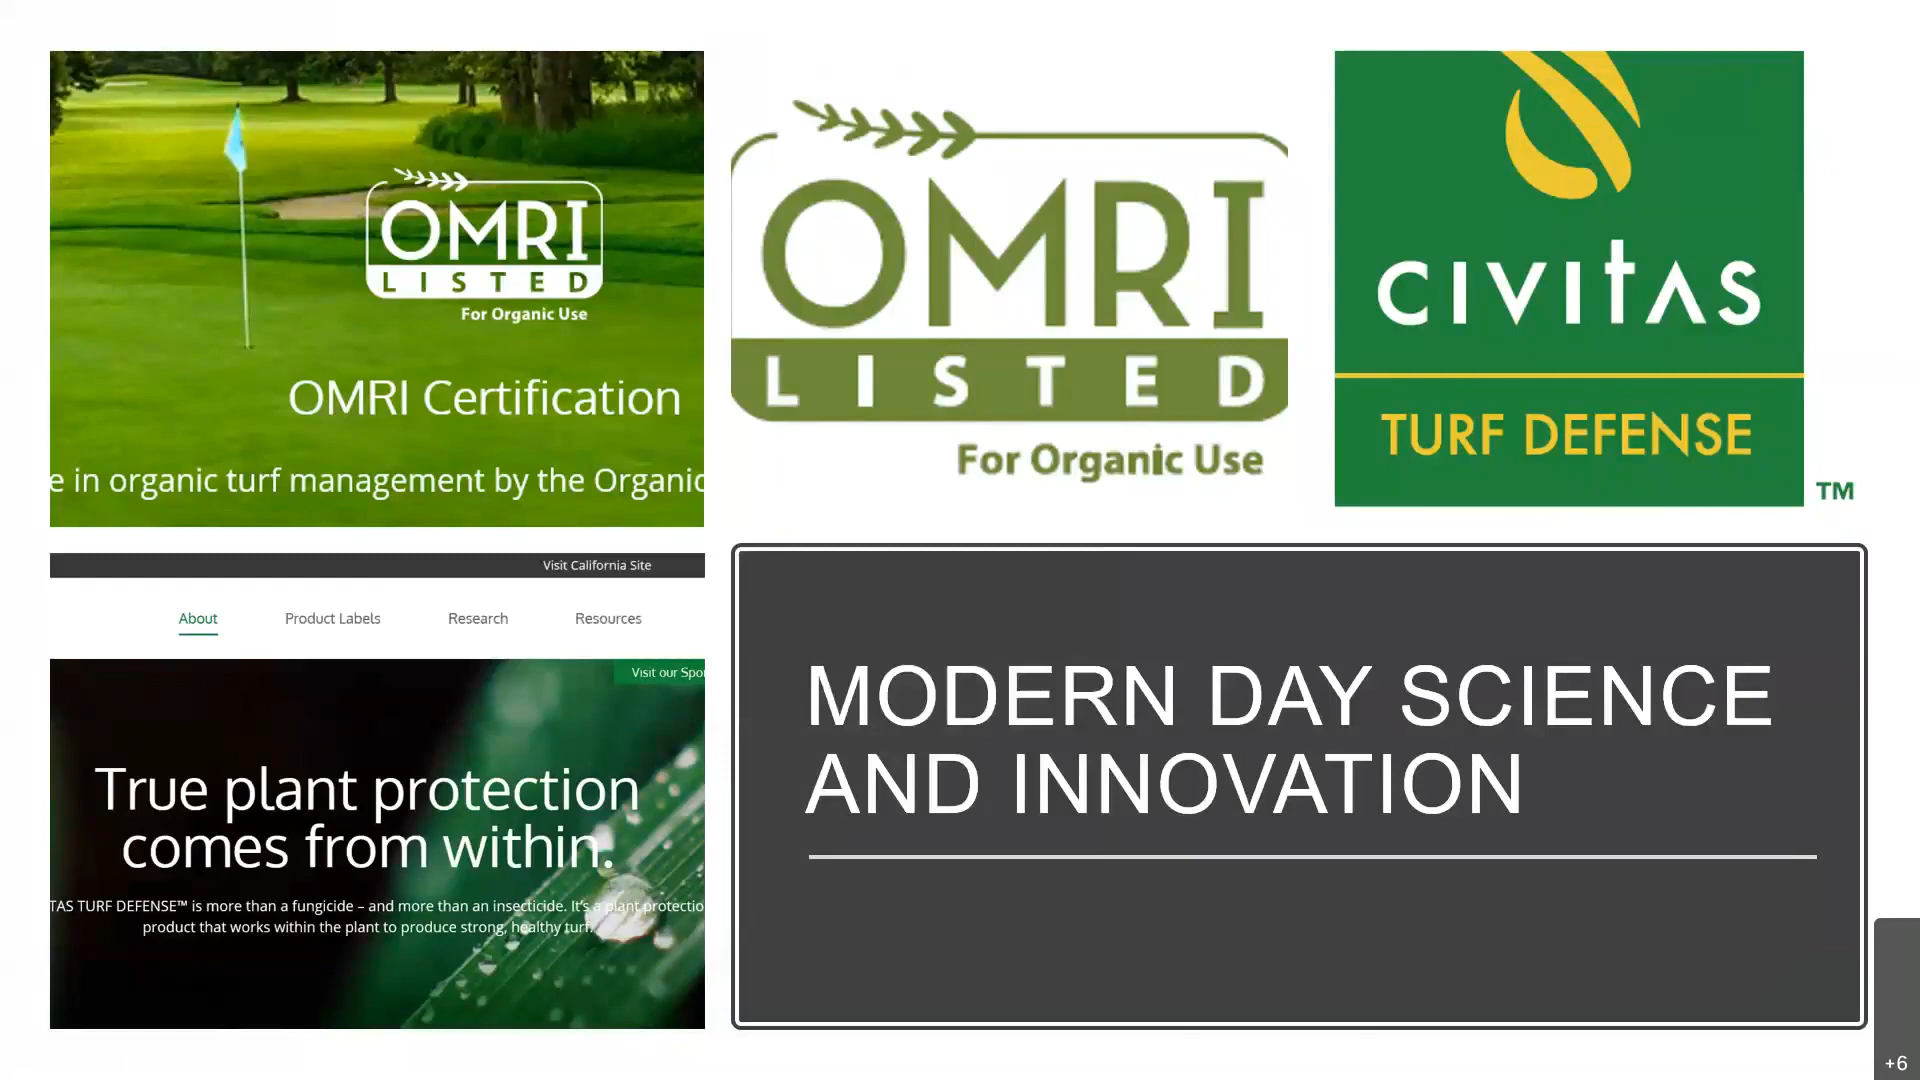 OMRI
LISTED
For Organic Use
OMRI Certification
e in organic turf management by the Organic
OMRI
LISTED
For Organic Use
CIVITAS
TURF DEFENSE
TM
Visit California Site
About Product Labels Research Resources
Visit our Spo
True plant protection
comes from within.
TAS TURF DEFENSE™ is more than a fungicide – and more than an insecticide. It's a plant protectio
product that works within the plant to produce strong, healthy turf.
MODERN DAY SCIENCE
AND INNOVATION
+6